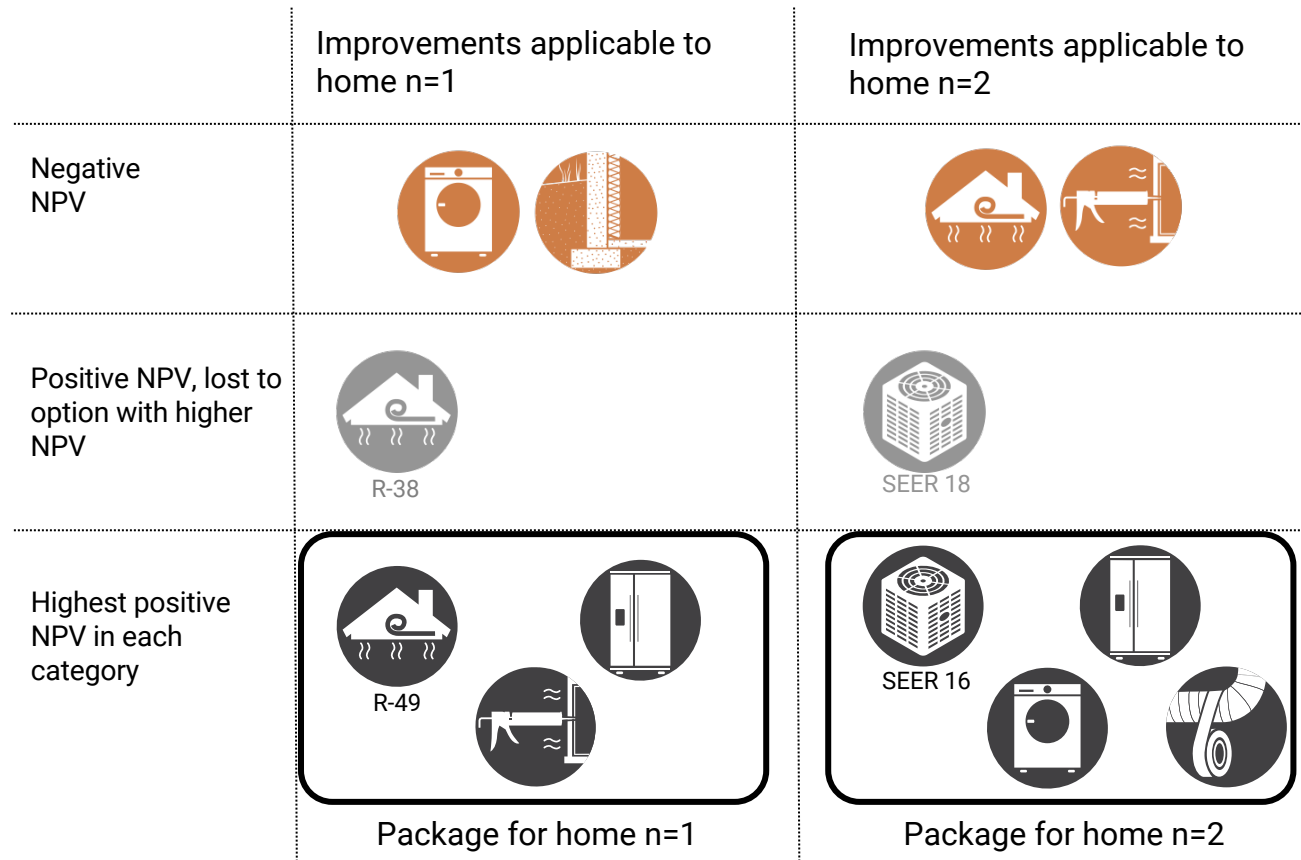 Improvements applicable to
home n=1
Improvements applicable to
home n=2
Negative
NPV
Positive NPV, lost to
option with higher
NPV
R-38
SEER 18
Highest positive
NPV in each
category
R-49
SEER 16
Package for home n=1
Package for home n=2